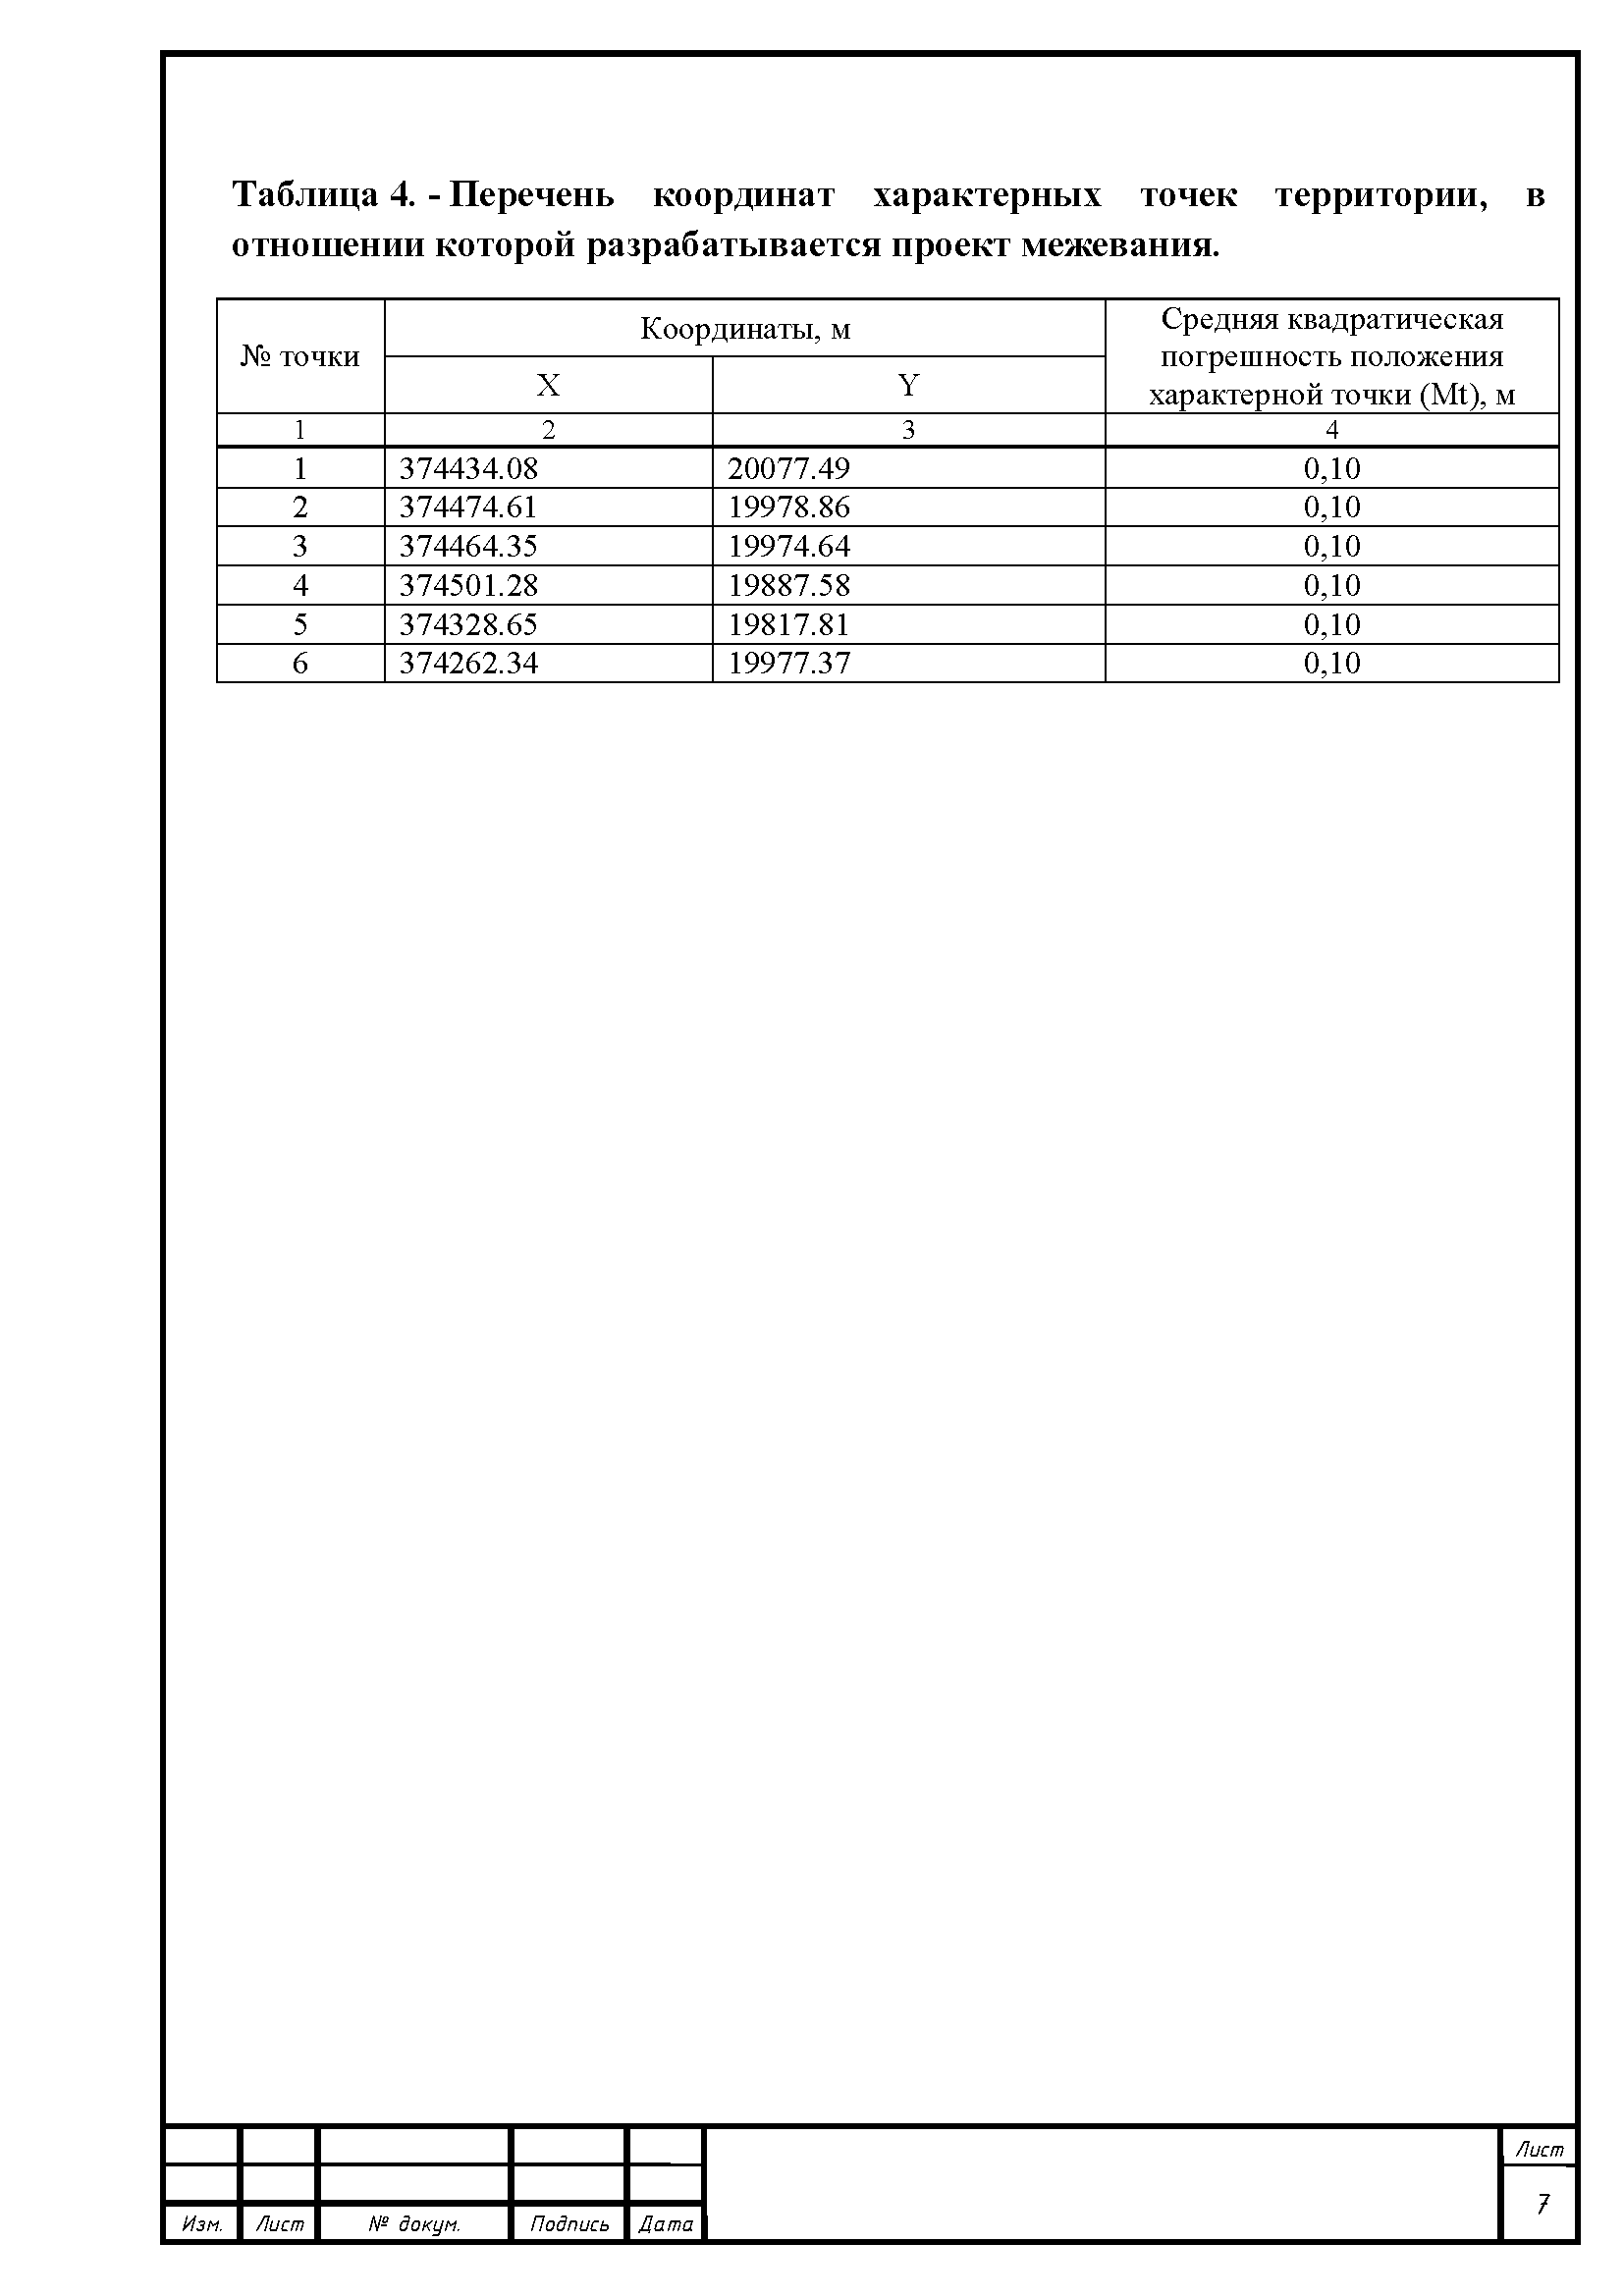 Таблица 4. - Перечень координат характерных точек территории, в
отношении которой разрабатывается проект межевания.
№ точки
Координаты, м
Средняя квадратическая
погрешность положения
характерной точки (Mt), м
X Y
1 2 3 4
1 374434.08 20077.49 0,10
2 374474.61 19978.86 0,10
3 374464.35 19974.64 0,10
4 374501.28 19887.58 0,10
5 374328.65 19817.81 0,10
6 374262.34 19977.37 0,10
Лист
7
Изм. Лист № докум. Подпись Дата